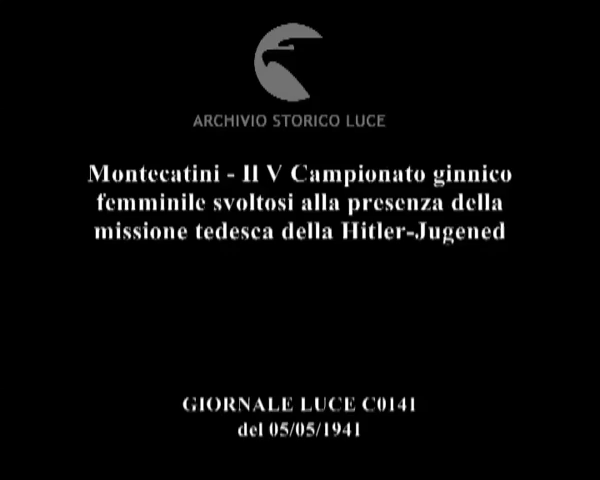 ARCHIVIO STORICO LUCE
Montecatini - Il V Campionato ginnico
femminile svoltosi alla presenza della
missione tedesca della Hitler-Jugened
GIORNALE LUCE C0141
del 05/05/1941